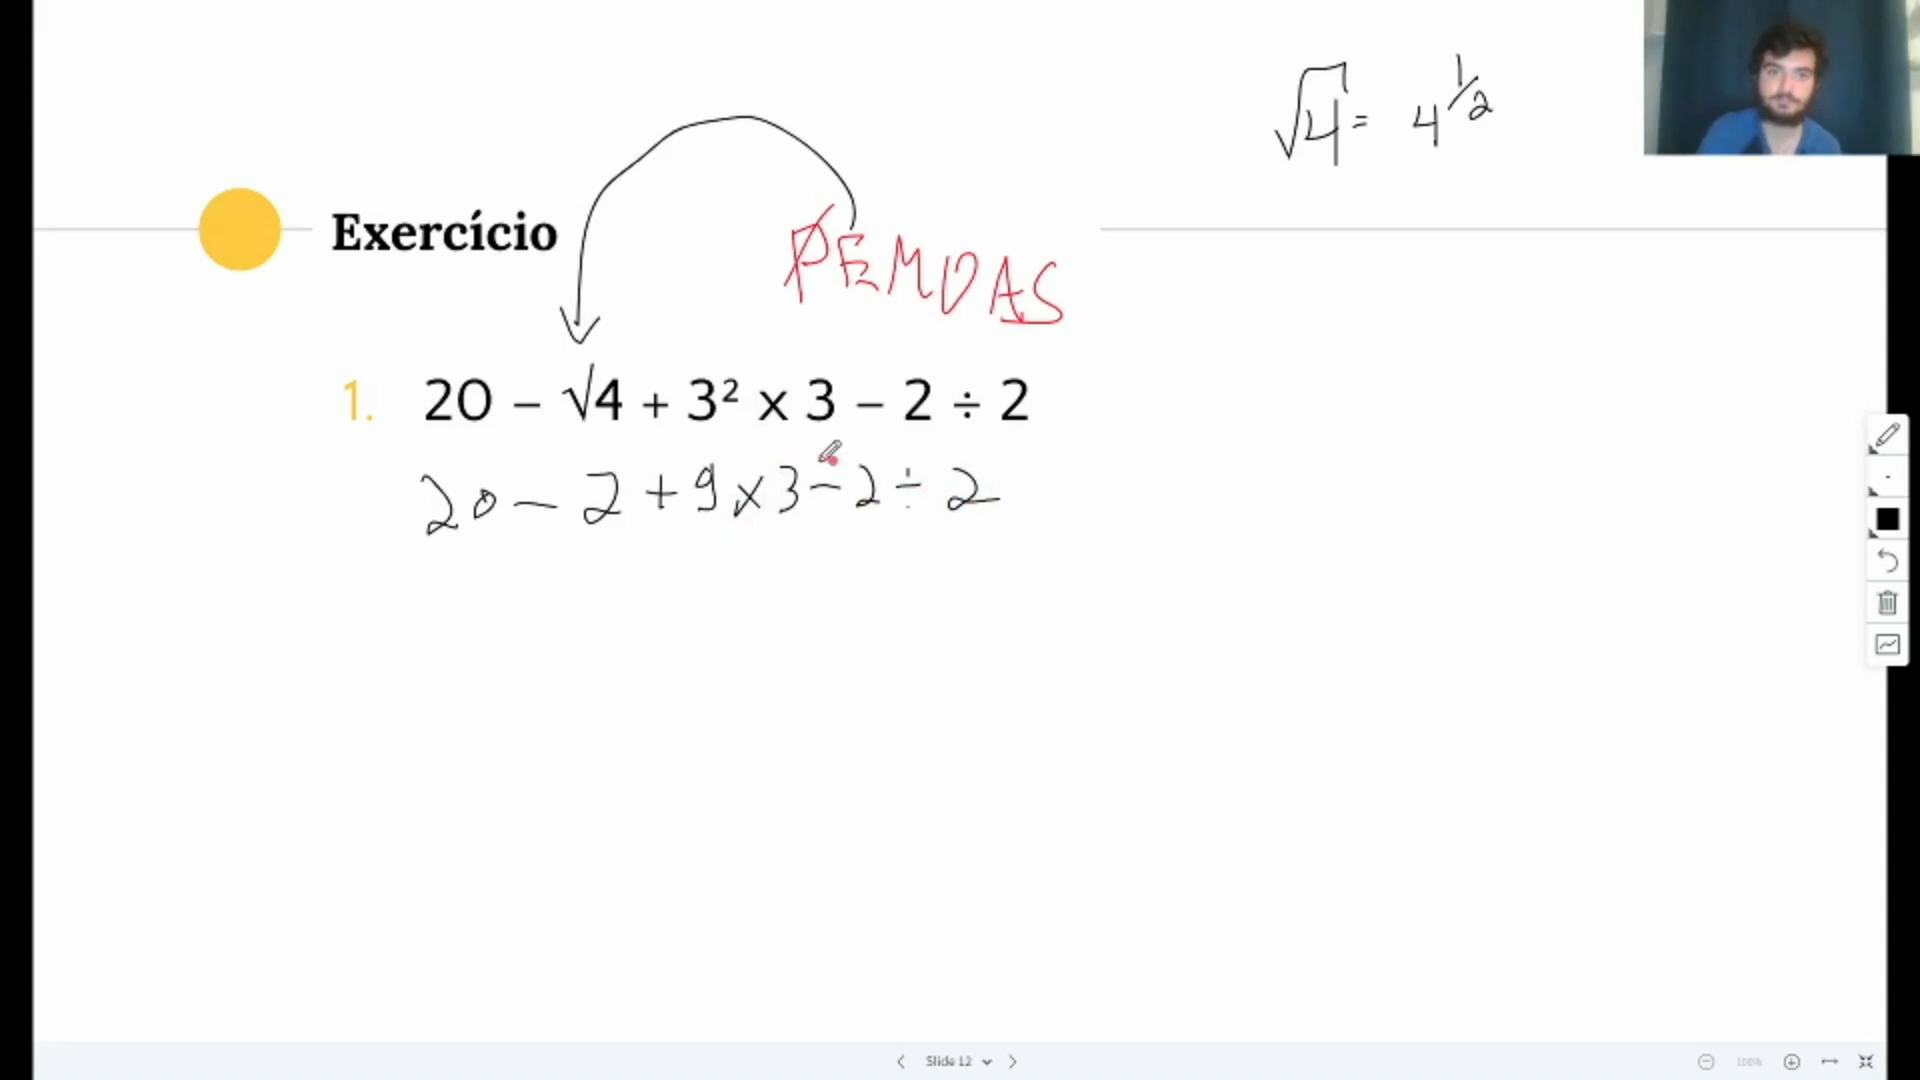 √4 = 4^1/2
Exercício
PEMDAS
1. 20 – √4 + 3² x 3 – 2 ÷ 2
20 – 2 + 9 x 3 – 2 ÷ 2
Slide 12
100%